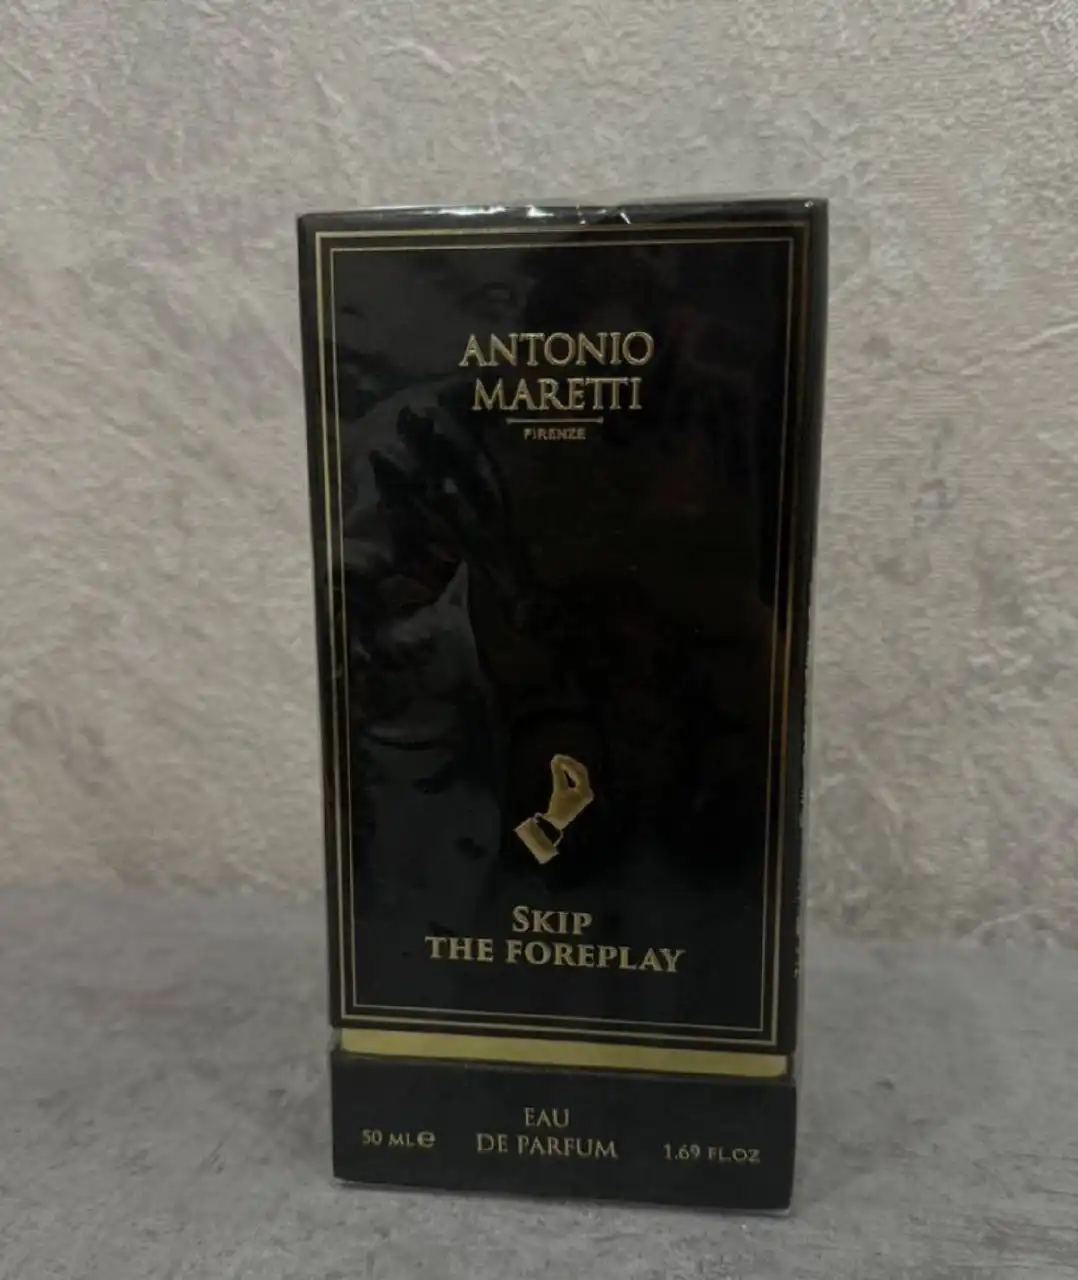 ANTONIO
MARETTI
FIRENZE
SKIP
THE FOREPLAY
EAU
DE PARFUM
50 ML℮
1.69 FL.OZ